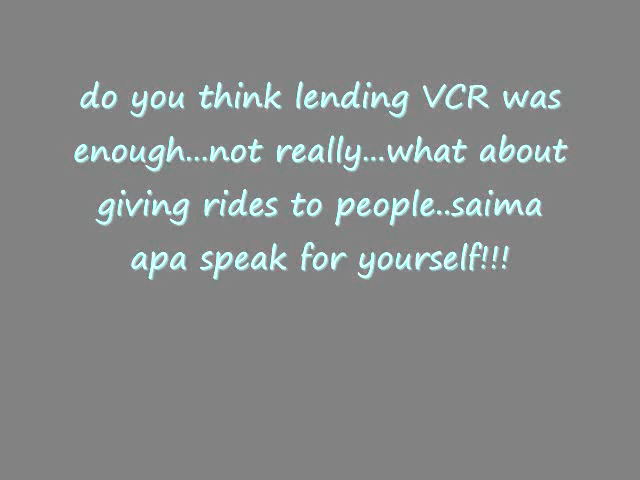 do you think lending VCR was
enough...not really...what about
giving rides to people..saima
apa speak for yourself!!!